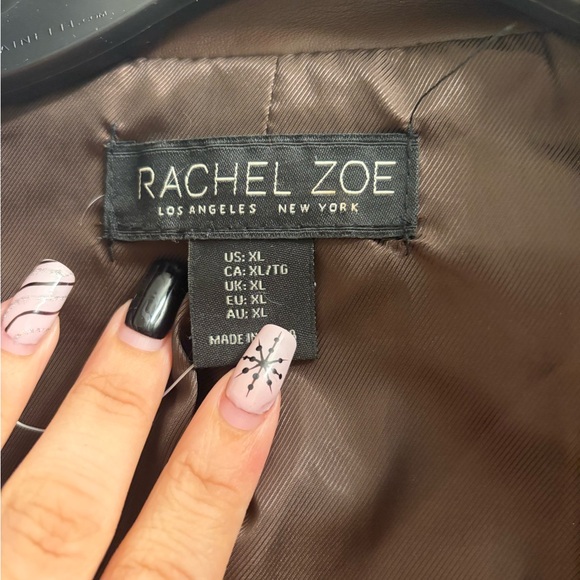 RACHEL ZOE
LOS ANGELES NEW YORK
US: XL
CA: XL/TG
UK: XL
EU: XL
AU: XL
MADE IN